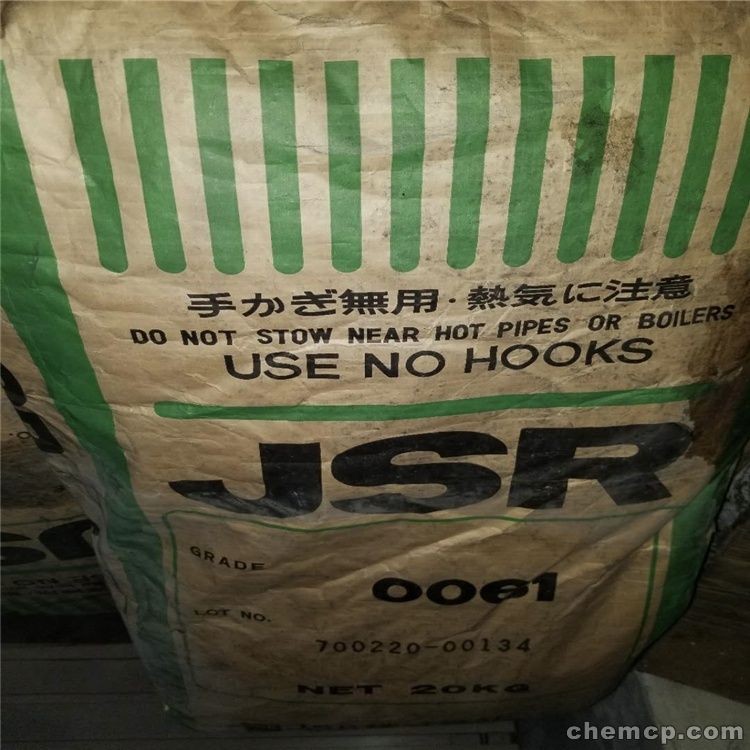 手かぎ無用・熱気に注意
DO NOT STOW NEAR HOT PIPES OR BOILERS
USE NO HOOKS
JSR
GRADE
0061
LOT NO.
700220-00134
NET 20KG
chemcp.com